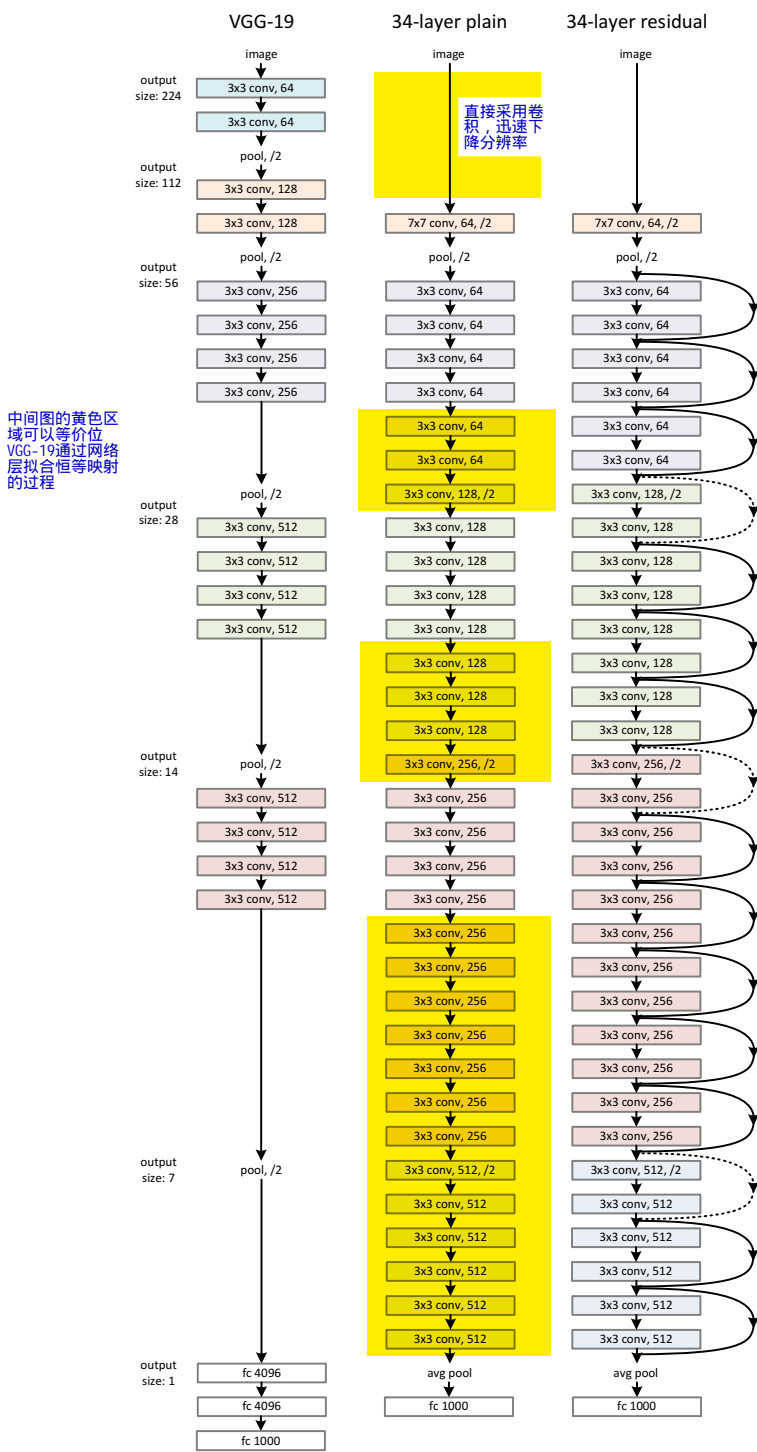 VGG-19
34-layer plain
34-layer residual
output
size: 224
output
size: 112
output
size: 56
中间图的黄色区
域可以等价位
VGG-19通过网络
层拟合恒等映射
的过程
output
size: 28
output
size: 14
output
size: 7
output
size: 1
image
3x3 conv, 64
3x3 conv, 64
pool, /2
3x3 conv, 128
3x3 conv, 128
pool, /2
3x3 conv, 256
3x3 conv, 256
3x3 conv, 256
3x3 conv, 256
pool, /2
3x3 conv, 512
3x3 conv, 512
3x3 conv, 512
3x3 conv, 512
pool, /2
3x3 conv, 512
3x3 conv, 512
3x3 conv, 512
3x3 conv, 512
pool, /2
fc 4096
fc 4096
fc 1000
image
直接采用卷
积，迅速下
降分辨率
7x7 conv, 64, /2
pool, /2
3x3 conv, 64
3x3 conv, 64
3x3 conv, 64
3x3 conv, 64
3x3 conv, 64
3x3 conv, 64
3x3 conv, 128, /2
3x3 conv, 128
3x3 conv, 128
3x3 conv, 128
3x3 conv, 128
3x3 conv, 128
3x3 conv, 128
3x3 conv, 128
3x3 conv, 256, /2
3x3 conv, 256
3x3 conv, 256
3x3 conv, 256
3x3 conv, 256
3x3 conv, 256
3x3 conv, 256
3x3 conv, 256
3x3 conv, 256
3x3 conv, 256
3x3 conv, 256
3x3 conv, 256
3x3 conv, 512, /2
3x3 conv, 512
3x3 conv, 512
3x3 conv, 512
3x3 conv, 512
3x3 conv, 512
avg pool
fc 1000
image
7x7 conv, 64, /2
pool, /2
3x3 conv, 64
3x3 conv, 64
3x3 conv, 64
3x3 conv, 64
3x3 conv, 64
3x3 conv, 64
3x3 conv, 128, /2
3x3 conv, 128
3x3 conv, 128
3x3 conv, 128
3x3 conv, 128
3x3 conv, 128
3x3 conv, 128
3x3 conv, 128
3x3 conv, 256, /2
3x3 conv, 256
3x3 conv, 256
3x3 conv, 256
3x3 conv, 256
3x3 conv, 256
3x3 conv, 256
3x3 conv, 256
3x3 conv, 256
3x3 conv, 256
3x3 conv, 256
3x3 conv, 256
3x3 conv, 512, /2
3x3 conv, 512
3x3 conv, 512
3x3 conv, 512
3x3 conv, 512
3x3 conv, 512
avg pool
fc 1000